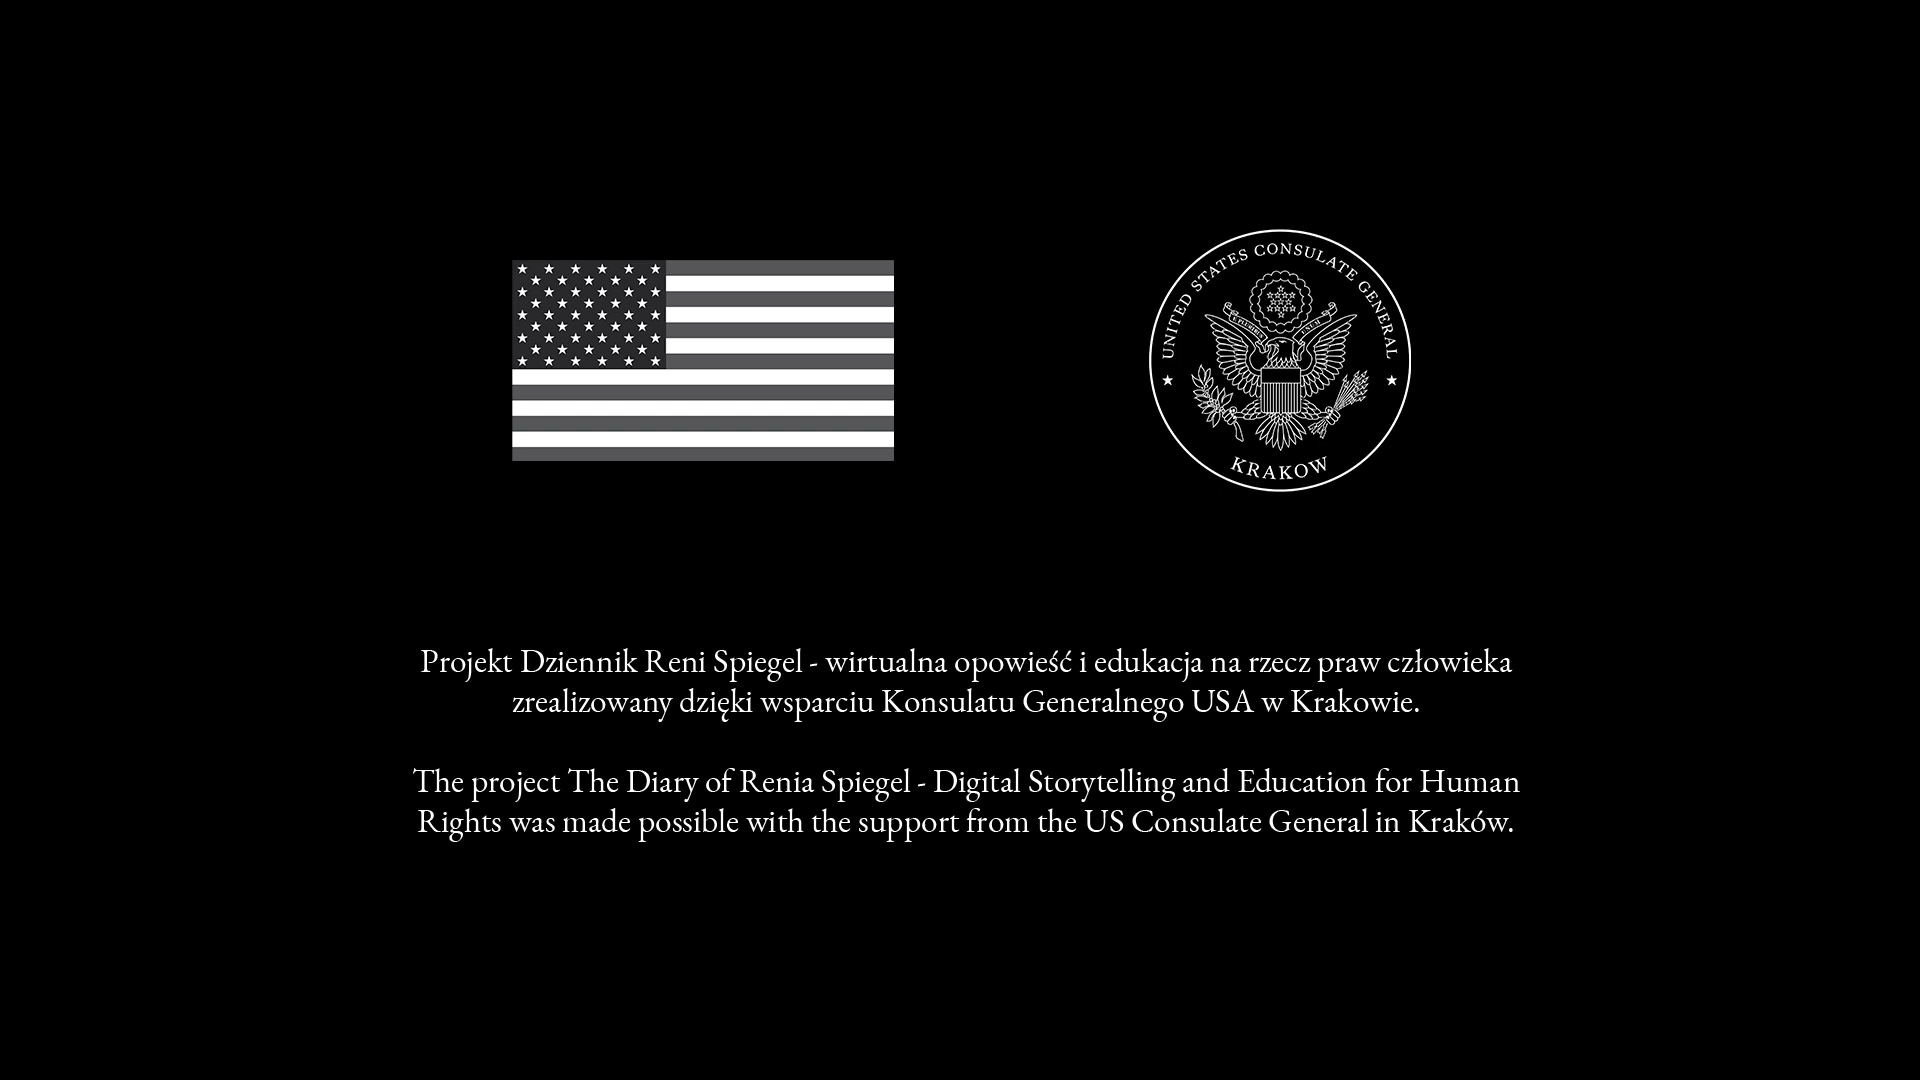 UNITED STATES CONSULATE GENERAL
KRAKOW
Projekt Dziennik Reni Spiegel - wirtualna opowieść i edukacja na rzecz praw człowieka
zrealizowany dzięki wsparciu Konsulatu Generalnego USA w Krakowie.
The project The Diary of Renia Spiegel - Digital Storytelling and Education for Human
Rights was made possible with the support from the US Consulate General in Kraków.